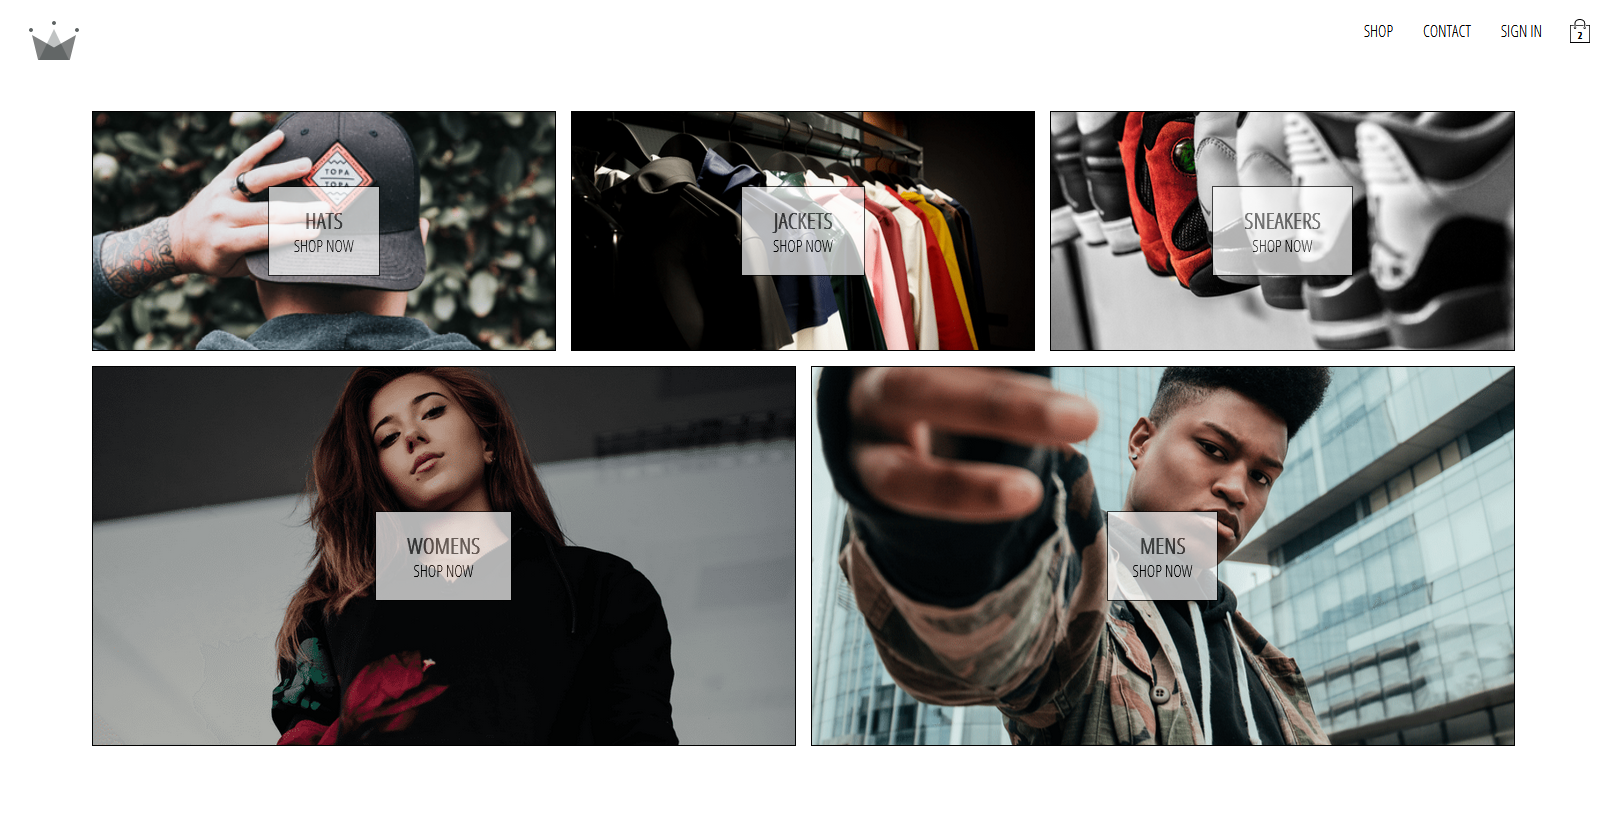 SHOP
CONTACT
SIGN IN
2
TOPA
TOPA
HATS
SHOP NOW
JACKETS
SHOP NOW
SNEAKERS
SHOP NOW
WOMENS
SHOP NOW
MENS
SHOP NOW